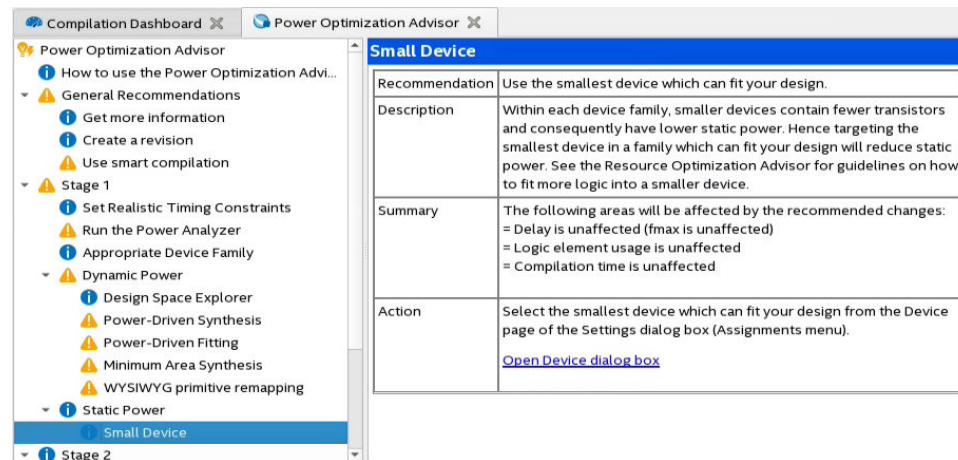 Compilation Dashboard
Power Optimization Advisor
Power Optimization Advisor
How to use the Power Optimization Advi...
General Recommendations
Get more information
Create a revision
Use smart compilation
Stage 1
Set Realistic Timing Constraints
Run the Power Analyzer
Appropriate Device Family
Dynamic Power
Design Space Explorer
Power-Driven Synthesis
Power-Driven Fitting
Minimum Area Synthesis
WYSIWYG primitive remapping
Static Power
Small Device
Stage 2
Small Device
Recommendation Use the smallest device which can fit your design.
Description Within each device family, smaller devices contain fewer transistors
and consequently have lower static power. Hence targeting the
smallest device in a family which can fit your design will reduce static
power. See the Resource Optimization Advisor for guidelines on how
to fit more logic into a smaller device.
Summary The following areas will be affected by the recommended changes:
= Delay is unaffected (fmax is unaffected)
= Logic element usage is unaffected
= Compilation time is unaffected
Action Select the smallest device which can fit your design from the Device
page of the Settings dialog box (Assignments menu).
Open Device dialog box